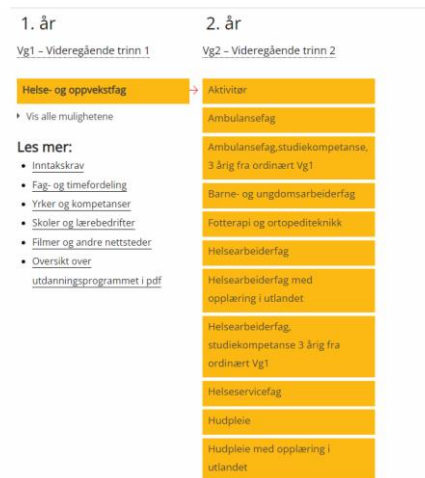 1. år
Vg1 – Videregående trinn 1
Helse- og oppvekstfag
Vis alle mulighetene
Les mer:
Inntakskrav
Fag- og timefordeling
Yrker og kompetanser
Skoler og lærebedrifter
Filmer og andre nettsteder
Oversikt over
utdanningsprogrammet i pdf
2. år
Vg2 – Videregående trinn 2
Aktivitør
Ambulansefag
Ambulansefag,studiekompetanse,
3 årig fra ordinært Vg1
Barne- og ungdomsarbeiderfag
Fotterapi og ortopediteknikk
Helsearbeiderfag
Helsearbeiderfag med
opplæring i utlandet
Helsearbeiderfag,
studiekompetanse 3 årig fra
ordinært Vg1
Helseservicefag
Hudpleie
Hudpleie med opplæring i
utlandet